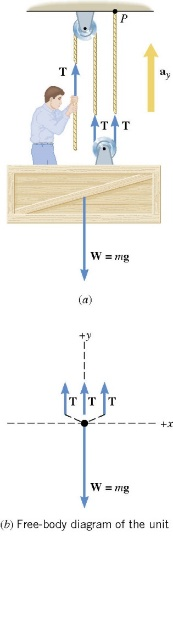 P
T
a_y
T T
W = mg
(a)
+y
T T T
+x
W = mg
(b) Free-body diagram of the unit